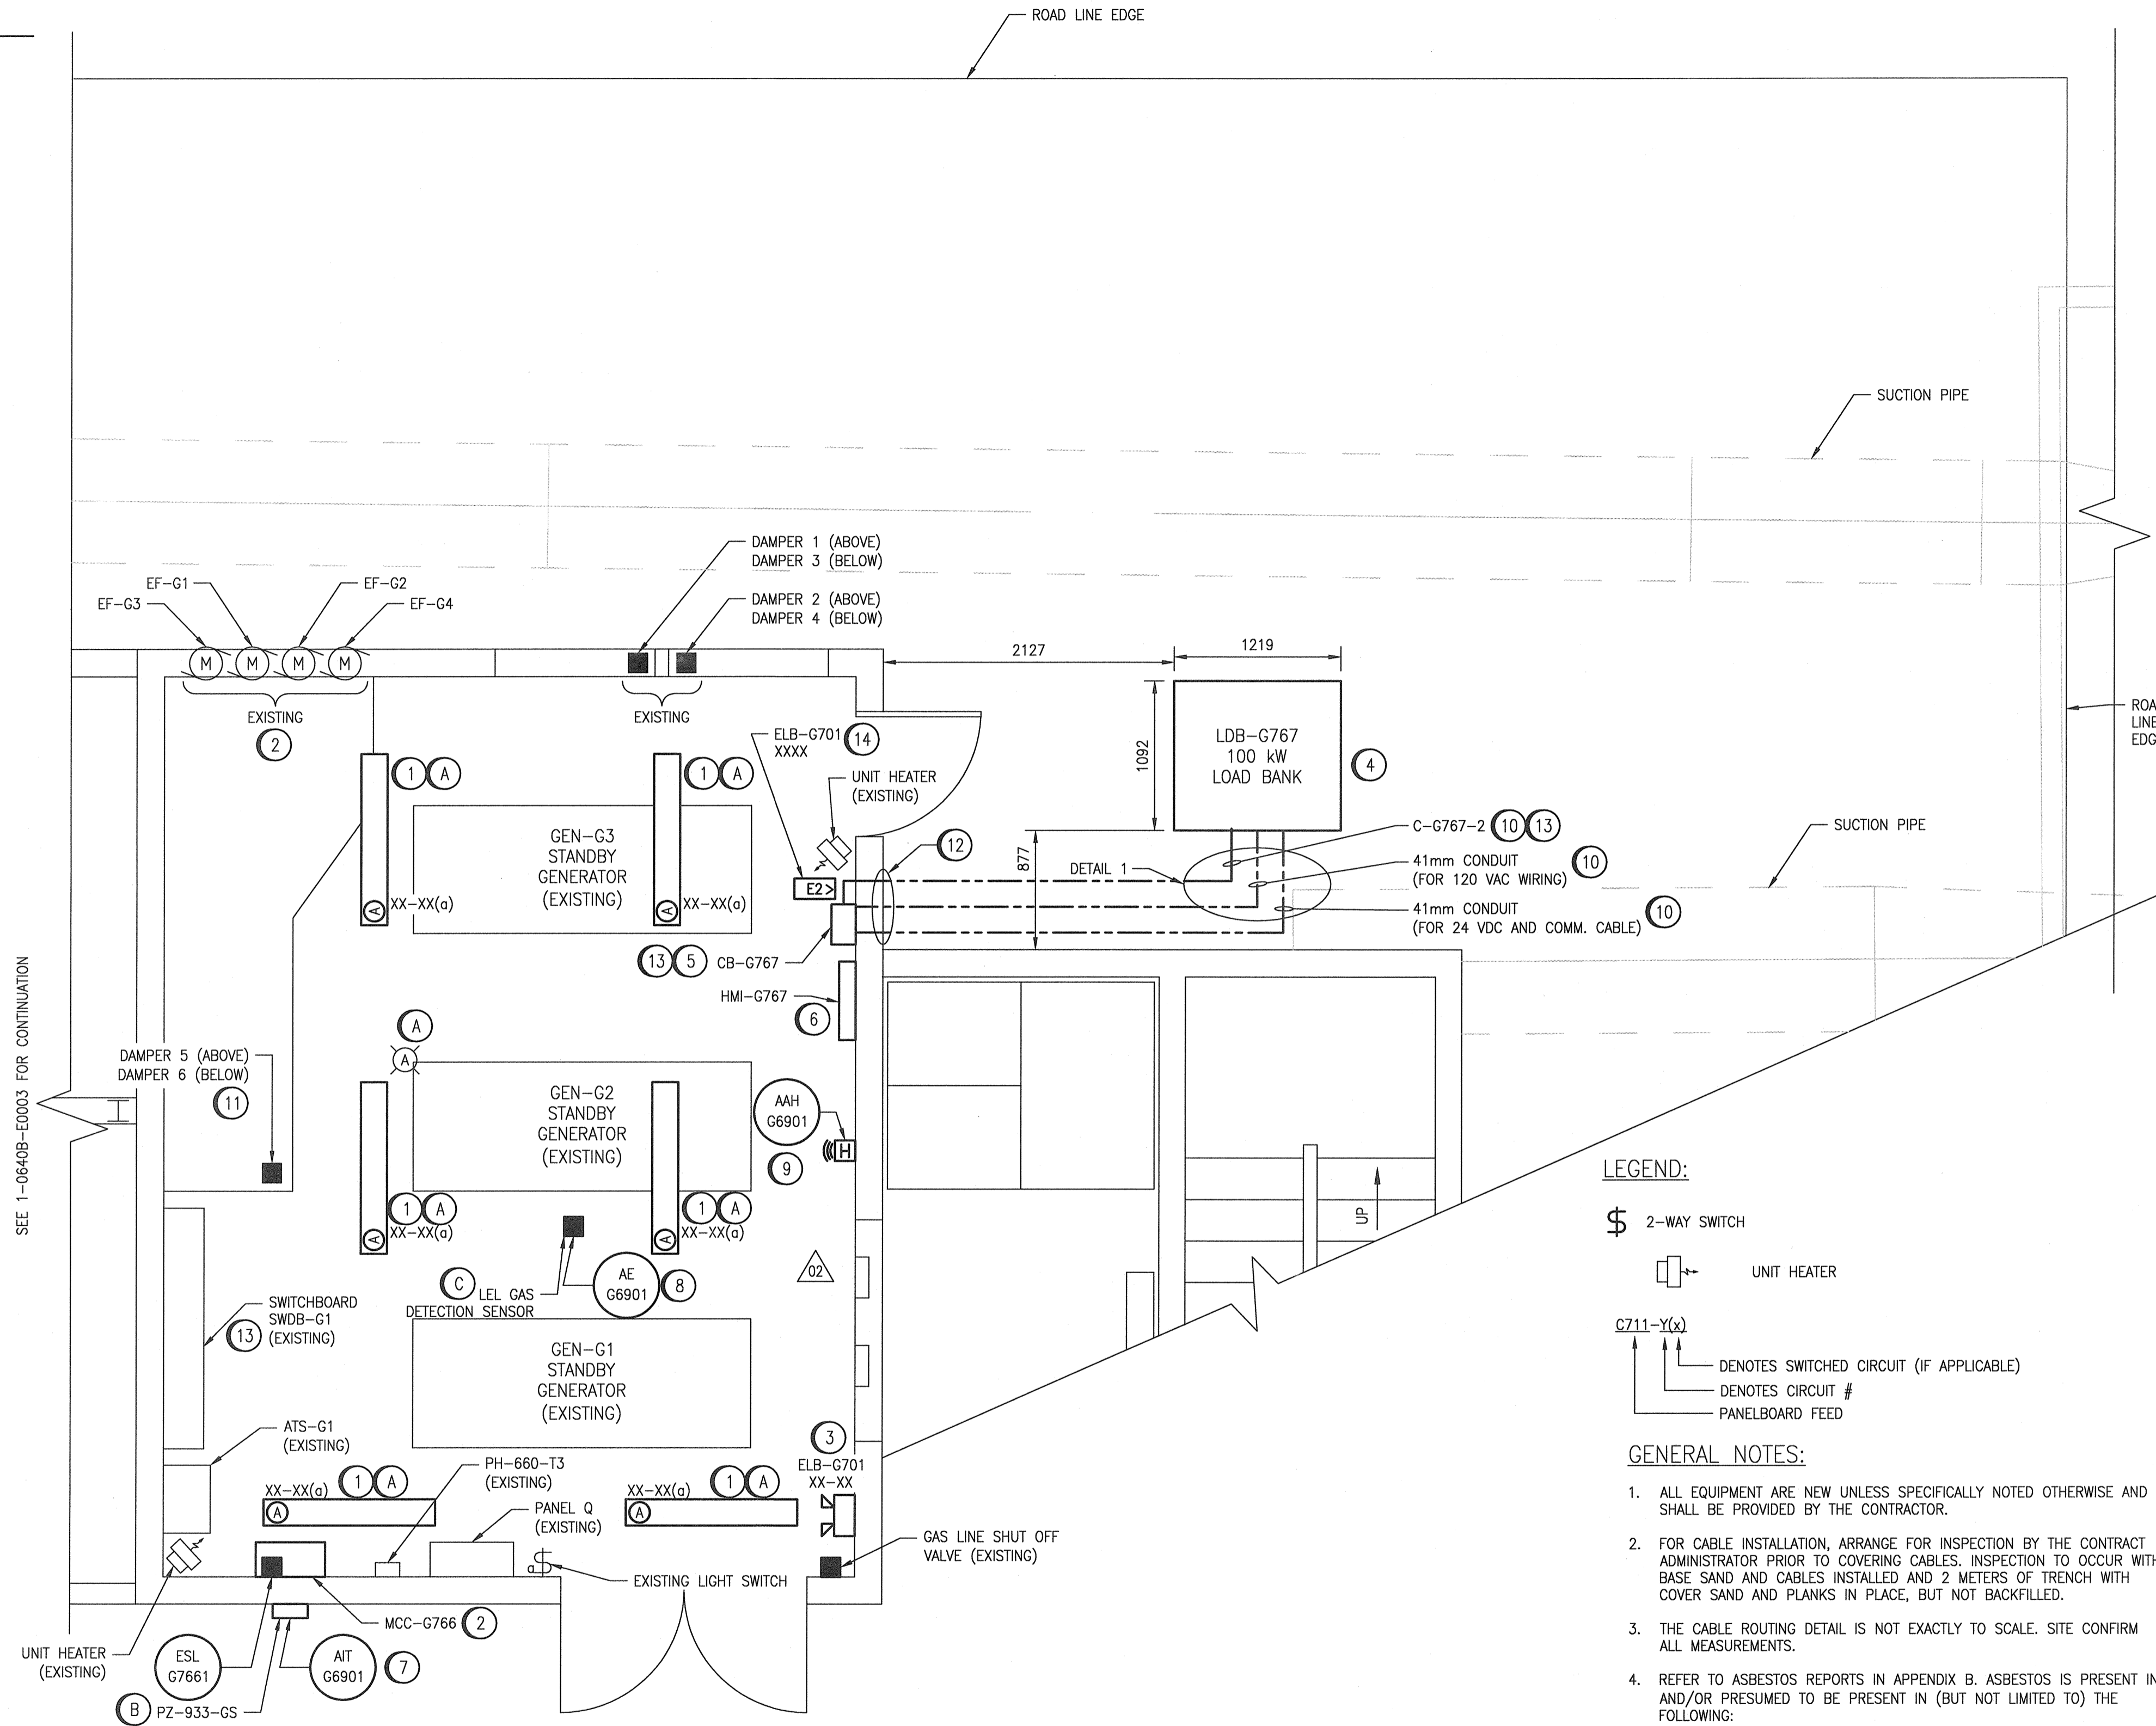 ROAD LINE EDGE
SUCTION PIPE
DAMPER 1 (ABOVE)
DAMPER 3 (BELOW)
EF-G1
EF-G2
EF-G3
EF-G4
DAMPER 2 (ABOVE)
DAMPER 4 (BELOW)
M
M
M
M
2127
1219
EXISTING
2
EXISTING
ELB-G701
XXXX
14
LDB-G767
100 kW
LOAD BANK
1092
4
LINE
1
A
1
A
UNIT HEATER
(EXISTING)
GEN-G3
STANDBY
GENERATOR
(EXISTING)
A
XX-XX(a)
A
XX-XX(a)
E2>
12
877
DETAIL 1
C-G767-2
10
13
41mm CONDUIT
(FOR 120 VAC WIRING)
10
41mm CONDUIT
(FOR 24 VDC AND COMM. CABLE)
10
SUCTION PIPE
13
5
CB-G767
HMI-G767
6
SEE 1-0640B-E0003 FOR CONTINUATION
A
A
DAMPER 5 (ABOVE)
DAMPER 6 (BELOW)
11
GEN-G2
STANDBY
GENERATOR
(EXISTING)
AAH
G6901
H
9
1
A
XX-XX(a)
A
1
A
XX-XX(a)
A
UP
02
C
LEL GAS
DETECTION SENSOR
AE
G6901
8
SWITCHBOARD
SWDB-G1
(EXISTING)
13
GEN-G1
STANDBY
GENERATOR
(EXISTING)
ATS-G1
(EXISTING)
3
ELB-G701
XX-XX
XX-XX(a)
1
A
A
PH-660-T3
(EXISTING)
XX-XX(a)
1
A
A
PANEL Q
(EXISTING)
a
EXISTING LIGHT SWITCH
GAS LINE SHUT OFF
VALVE (EXISTING)
MCC-G766
2
UNIT HEATER
(EXISTING)
ESL
G7661
AIT
G6901
7
B
PZ-933-GS
LEGEND:
$ 2-WAY SWITCH
UNIT HEATER
C711-Y(x)
DENOTES SWITCHED CIRCUIT (IF APPLICABLE)
DENOTES CIRCUIT #
PANELBOARD FEED
GENERAL NOTES:
1. ALL EQUIPMENT ARE NEW UNLESS SPECIFICALLY NOTED OTHERWISE AND
SHALL BE PROVIDED BY THE CONTRACTOR.
2. FOR CABLE INSTALLATION, ARRANGE FOR INSPECTION BY THE CONTRACT
ADMINISTRATOR PRIOR TO COVERING CABLES. INSPECTION TO OCCUR WITH
BASE SAND AND CABLES INSTALLED AND 2 METERS OF TRENCH WITH
COVER SAND AND PLANKS IN PLACE, BUT NOT BACKFILLED.
3. THE CABLE ROUTING DETAIL IS NOT EXACTLY TO SCALE. SITE CONFIRM
ALL MEASUREMENTS.
4. REFER TO ASBESTOS REPORTS IN APPENDIX B. ASBESTOS IS PRESENT IN
AND/OR PRESUMED TO BE PRESENT IN (BUT NOT LIMITED TO) THE
FOLLOWING: